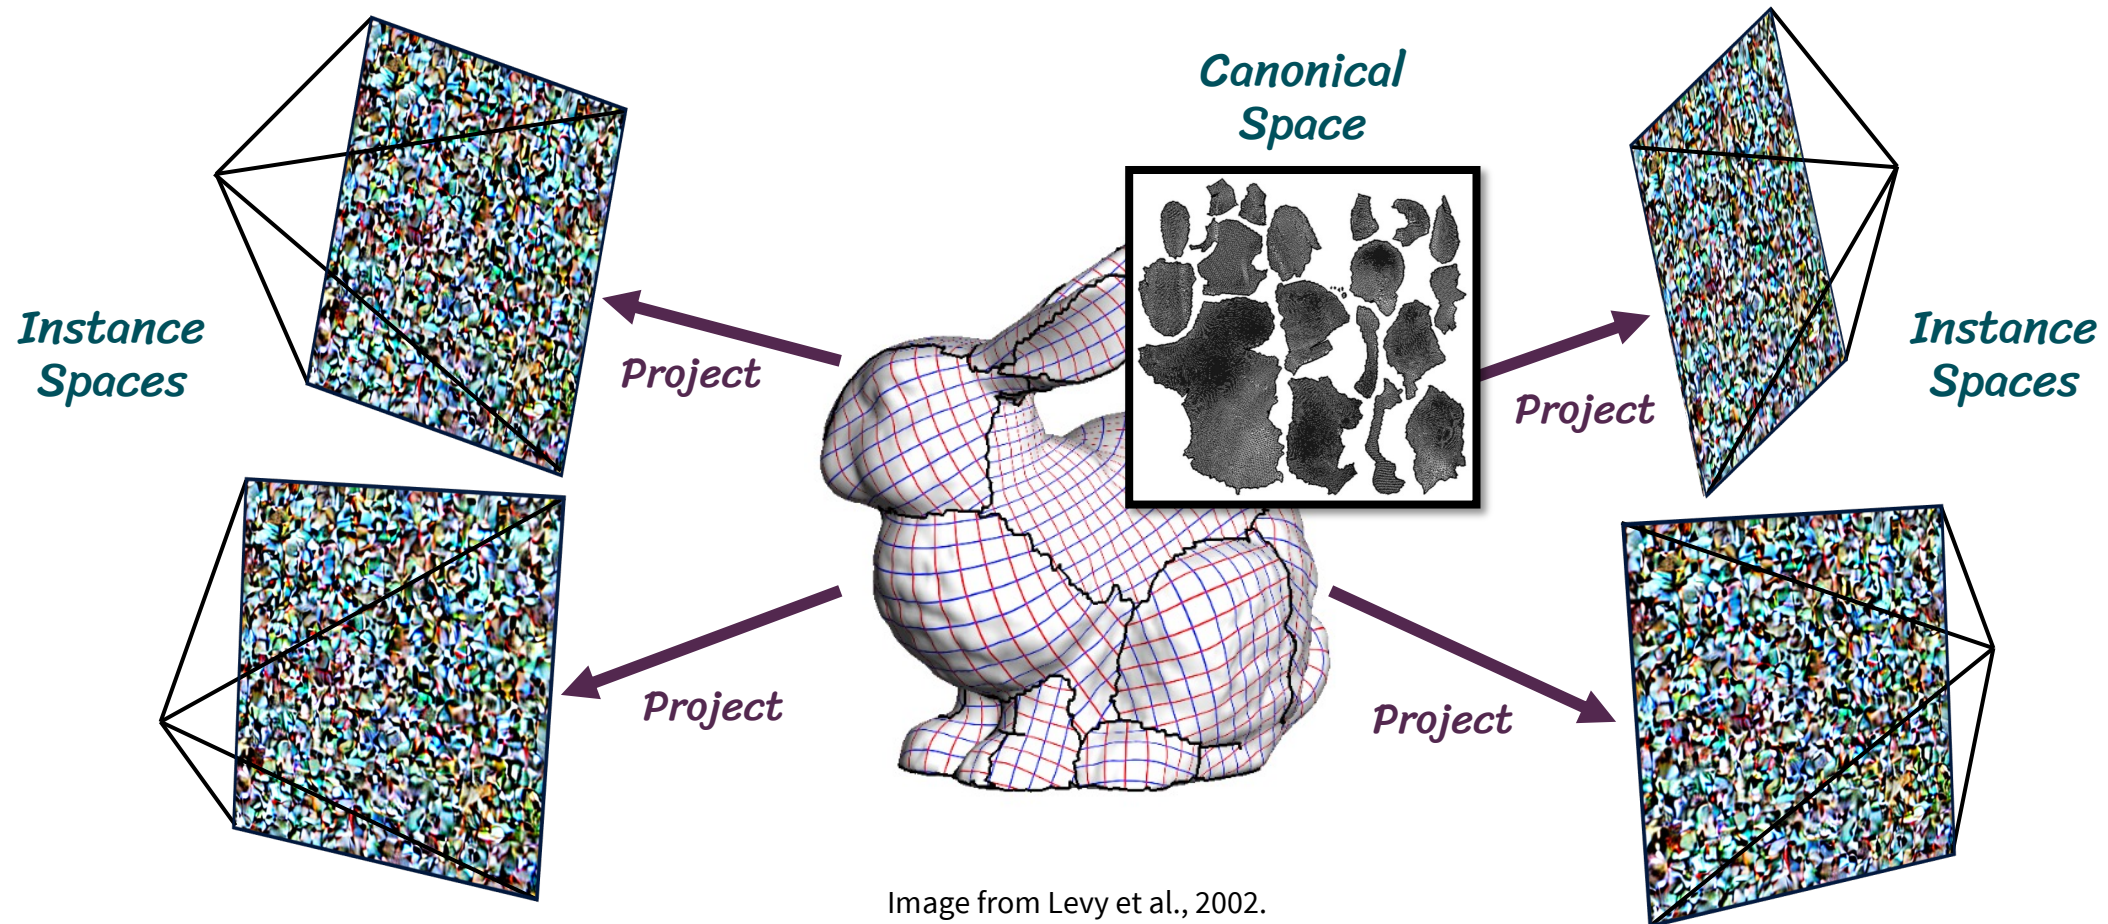 Canonical
Space
Instance
Spaces
Project
Project
Instance
Spaces
Project
Project
Image from Levy et al., 2002.